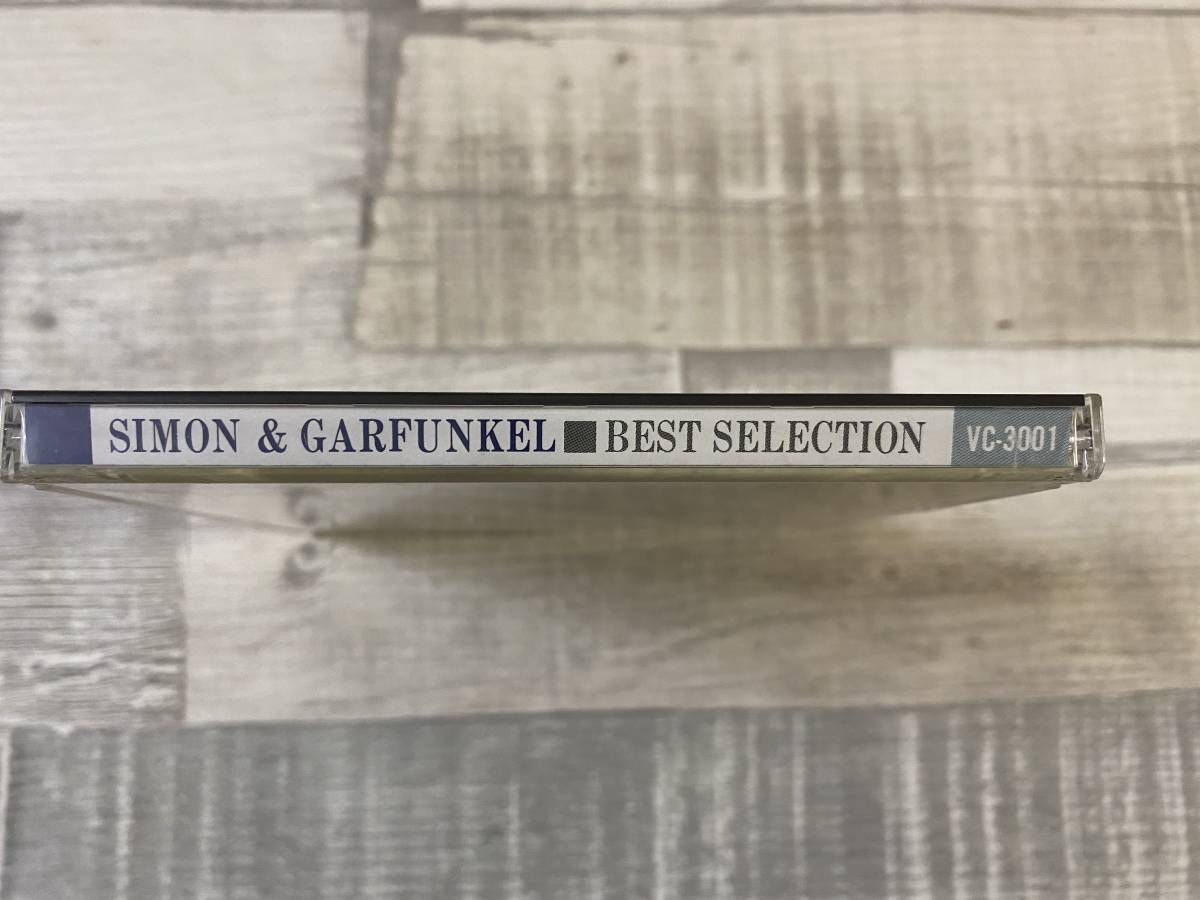 SIMON & GARFUNKEL ■ BEST SELECTION VC-3001